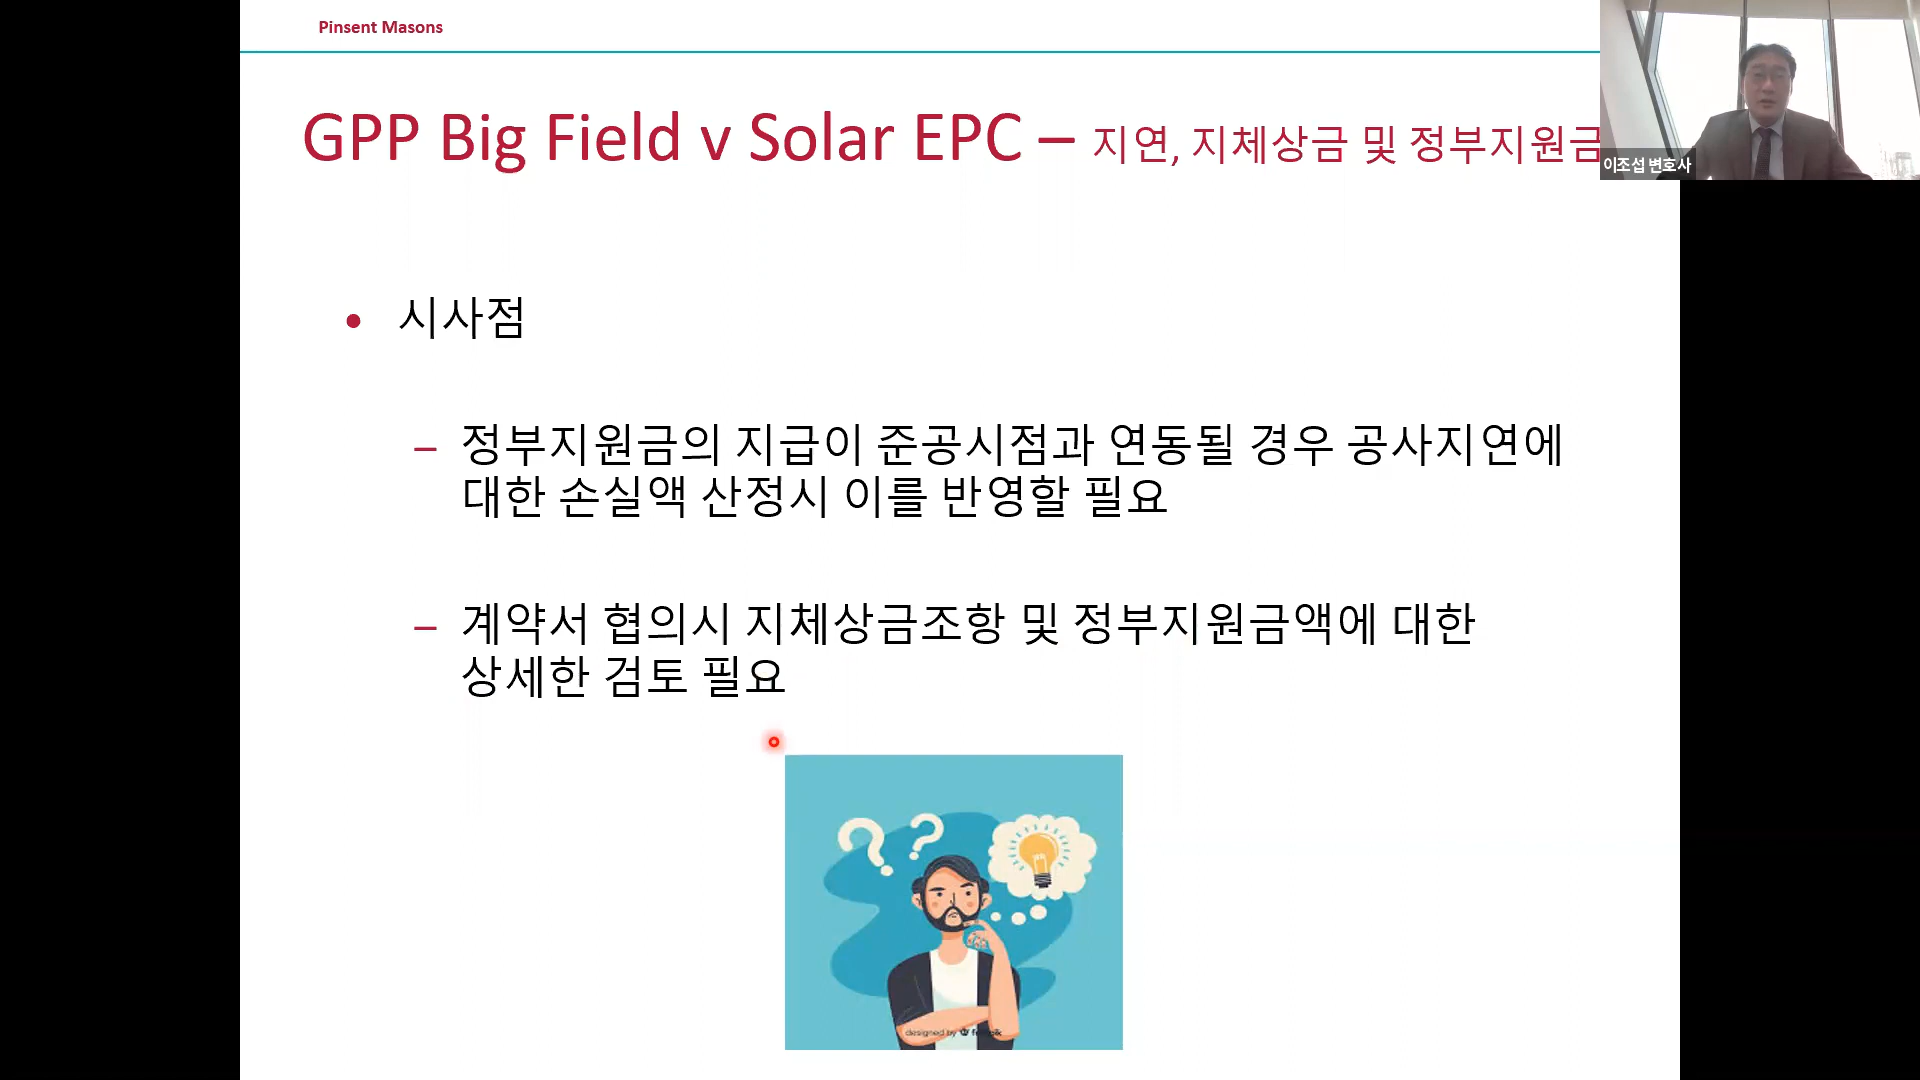 Pinsent Masons
GPP Big Field v Solar EPC – 지연, 지체상금 및 정부지원금
이조섭 변호사
• 시사점
– 정부지원금의 지급이 준공시점과 연동될 경우 공사지연에
대한 손실액 산정시 이를 반영할 필요
– 계약서 협의시 지체상금조항 및 정부지원금액에 대한
상세한 검토 필요
designed by